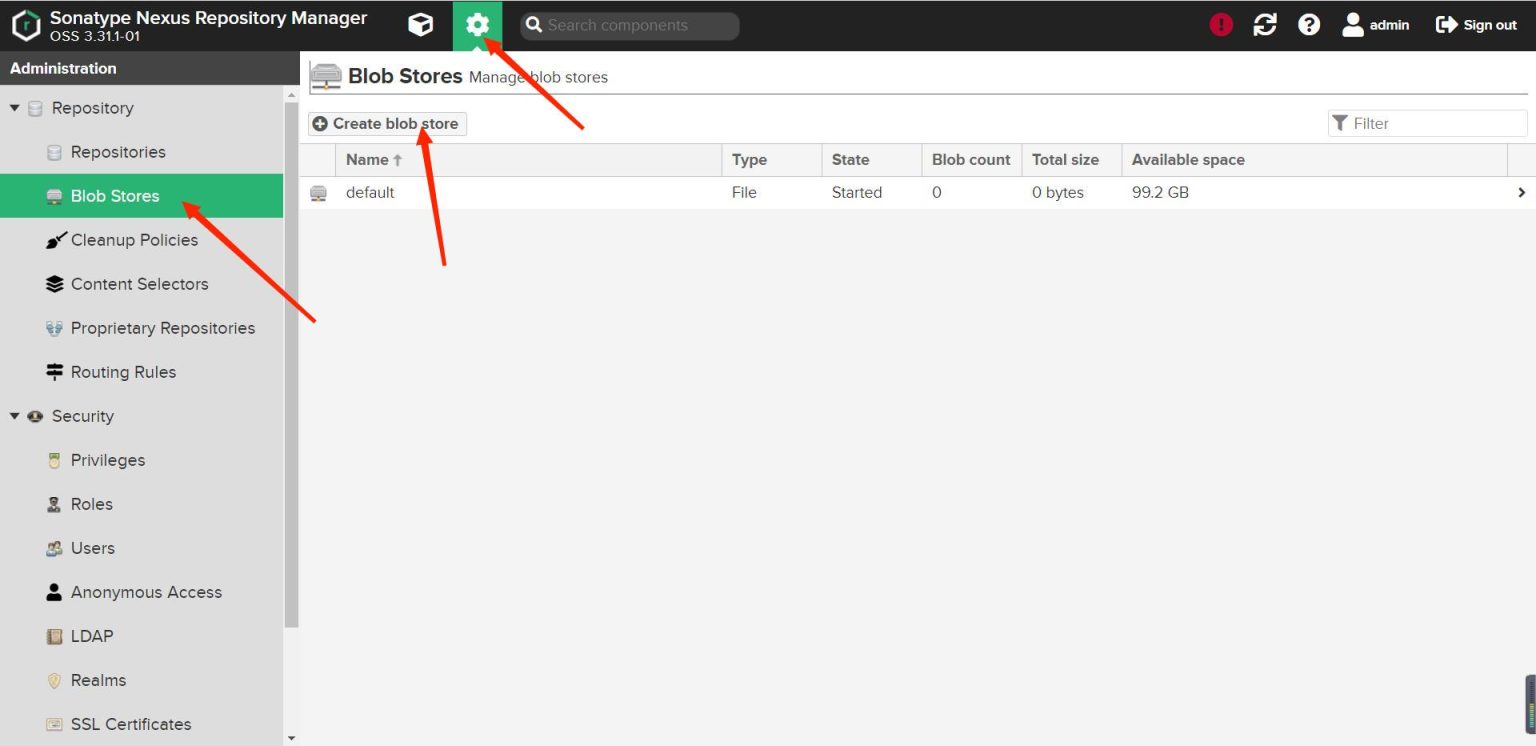 Sonatype Nexus Repository Manager
OSS 3.31.1-01
Search components
admin
Sign out
Administration
Repository
Repositories
Blob Stores
Cleanup Policies
Content Selectors
Proprietary Repositories
Routing Rules
Security
Privileges
Roles
Users
Anonymous Access
LDAP
Realms
SSL Certificates
Blob Stores Manage blob stores
Create blob store
Filter
Name Type State Blob count Total size Available space
default File Started 0 0 bytes 99.2 GB